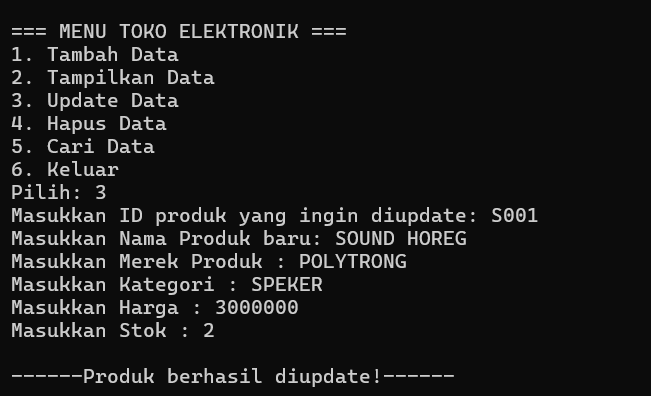 === MENU TOKO ELEKTRONIK ===
1. Tambah Data
2. Tampilkan Data
3. Update Data
4. Hapus Data
5. Cari Data
6. Keluar
Pilih: 3
Masukkan ID produk yang ingin diupdate: S001
Masukkan Nama Produk baru: SOUND HOREG
Masukkan Merek Produk : POLYTRONG
Masukkan Kategori : SPEKER
Masukkan Harga : 3000000
Masukkan Stok : 2
------Produk berhasil diupdate!------